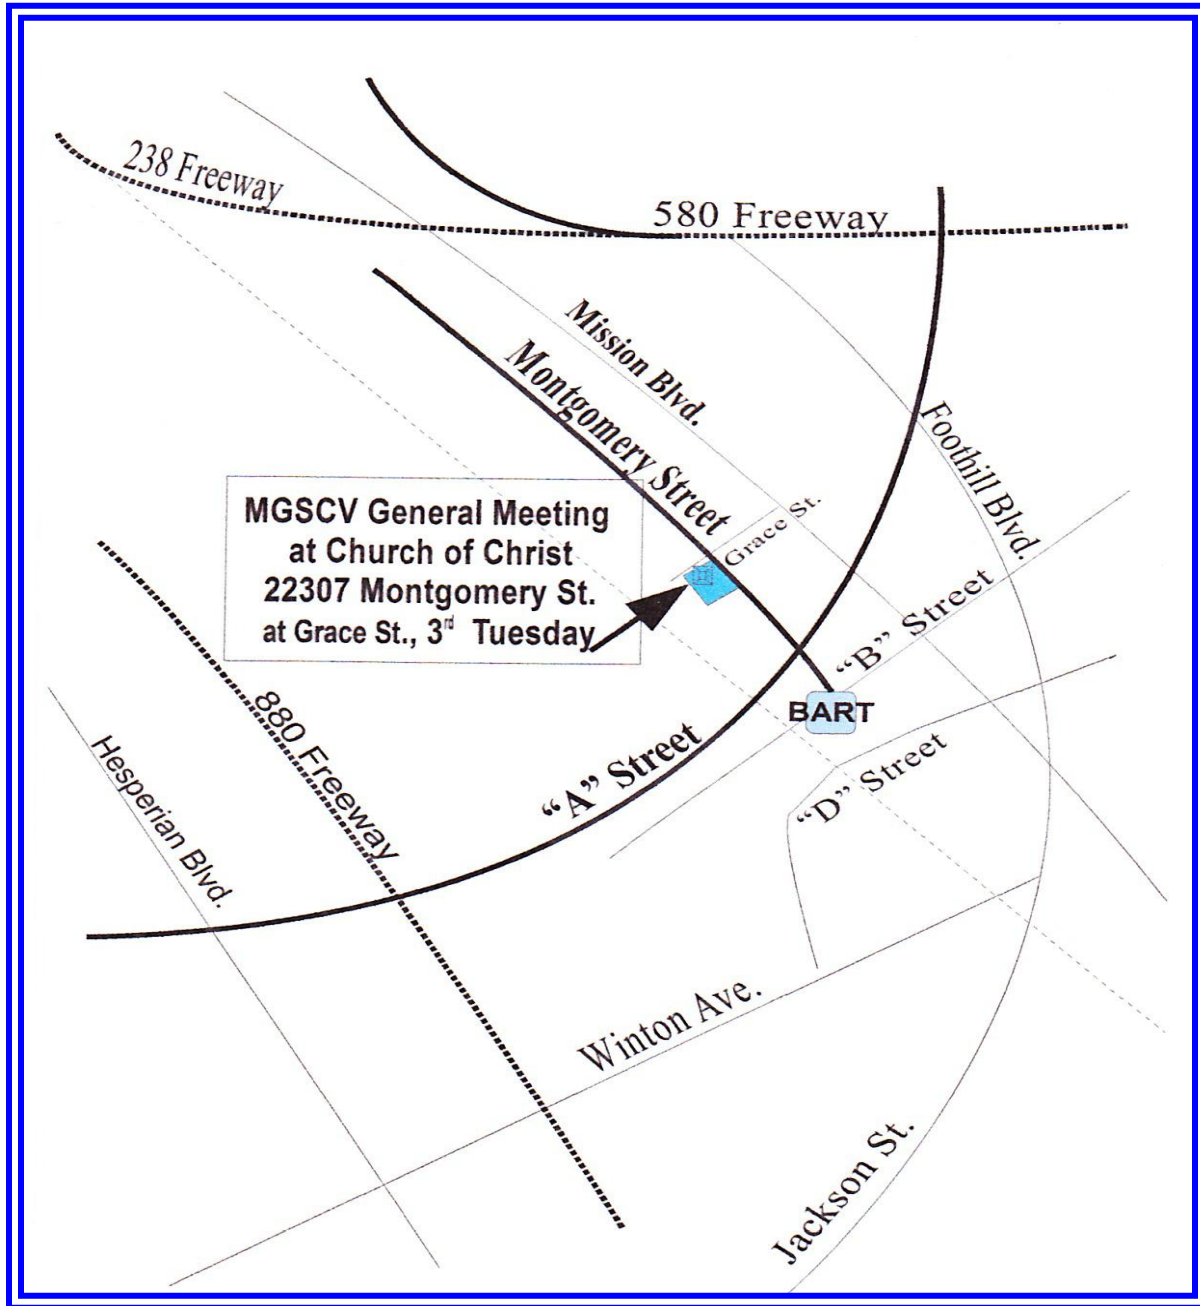 238 Freeway
580 Freeway
Mission Blvd.
Montgomery Street
Foothill Blvd.
Grace St.
MGSCV General Meeting
at Church of Christ
22307 Montgomery St.
at Grace St., 3rd Tuesday
"B" Street
BART
880 Freeway
"A" Street
"D" Street
Hesperian Blvd.
Winton Ave.
Jackson St.